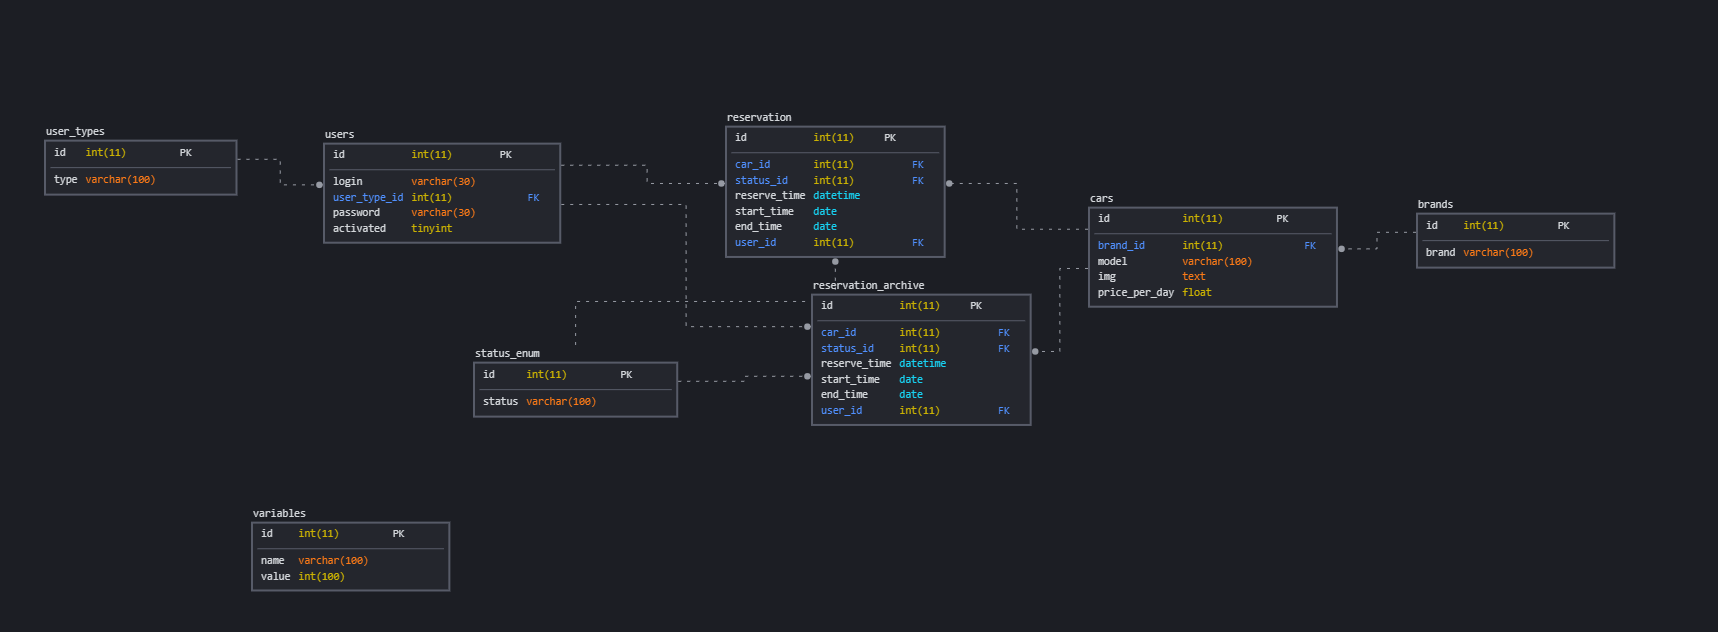 user_types
id int(11) PK
type varchar(100)
users
id int(11) PK
login varchar(30)
user_type_id int(11) FK
password varchar(30)
activated tinyint
reservation
id int(11) PK
car_id int(11) FK
status_id int(11) FK
reserve_time datetime
start_time date
end_time date
user_id int(11) FK
reservation_archive
id int(11) PK
car_id int(11) FK
status_id int(11) FK
reserve_time datetime
start_time date
end_time date
user_id int(11) FK
cars
id int(11) PK
brand_id int(11) FK
model varchar(100)
img text
price_per_day float
brands
id int(11) PK
brand varchar(100)
status_enum
id int(11) PK
status varchar(100)
variables
id int(11) PK
name varchar(100)
value int(100)